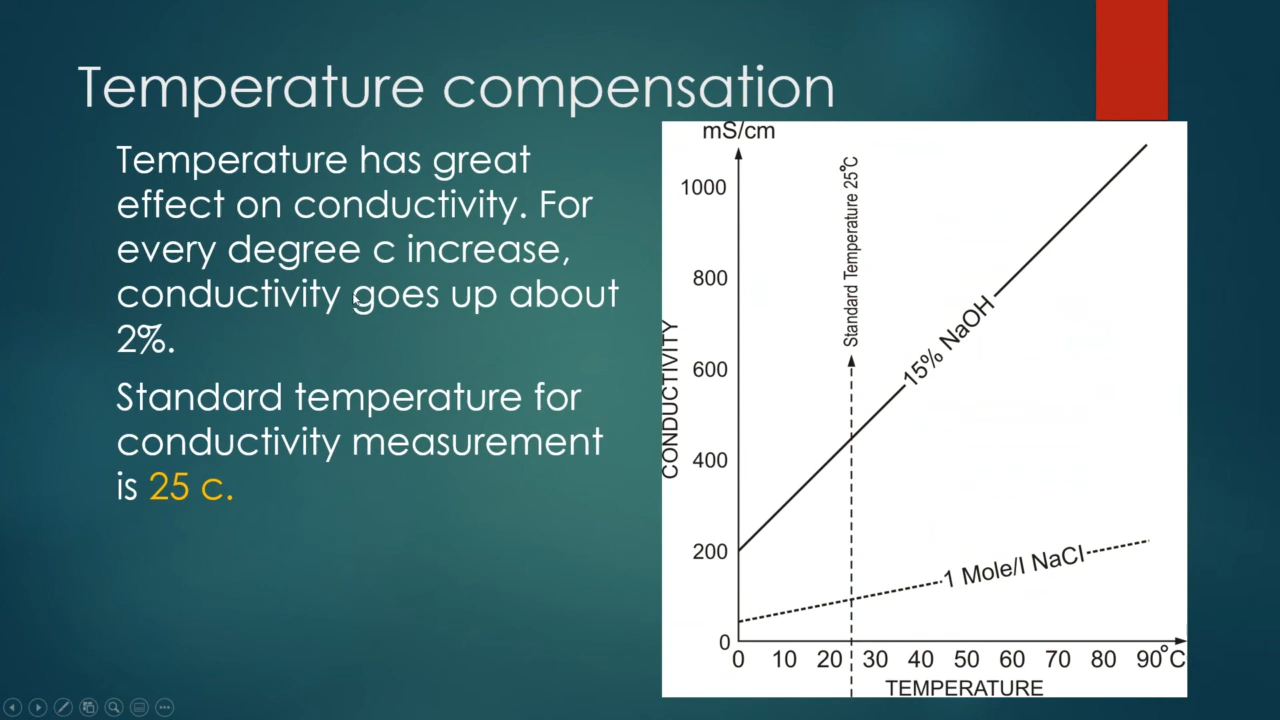 Temperature compensation
Temperature has great
effect on conductivity. For
every degree c increase,
conductivity goes up about
2%.
Standard temperature for
conductivity measurement
is 25 c.
mS/cm
1000
800
600
400
200
0
CONDUCTIVITY
Standard Temperature 25°C
15% NaOH
1 Mole/l NaCl
0 10 20 30 40 50 60 70 80 90°C
TEMPERATURE